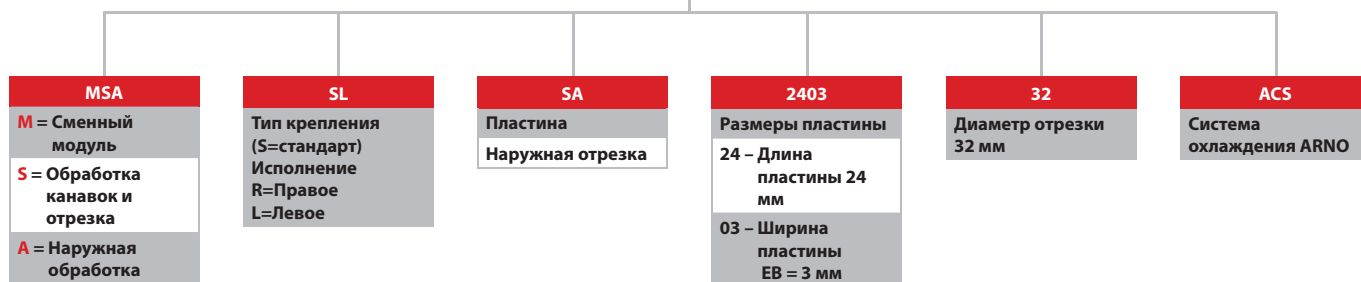 MSA
M = Сменный
модуль
S = Обработка
канавок и
отрезка
A = Наружная
обработка
SL
Тип крепления
(S=стандарт)
Исполнение
R=Правое
L=Левое
SA
Пластина
Наружная отрезка
2403
Размеры пластины
24 – Длина
пластины 24
мм
03 – Ширина
пластины
EB = 3 мм
32
Диаметр отрезки
32 мм
ACS
Система
охлаждения ARNO